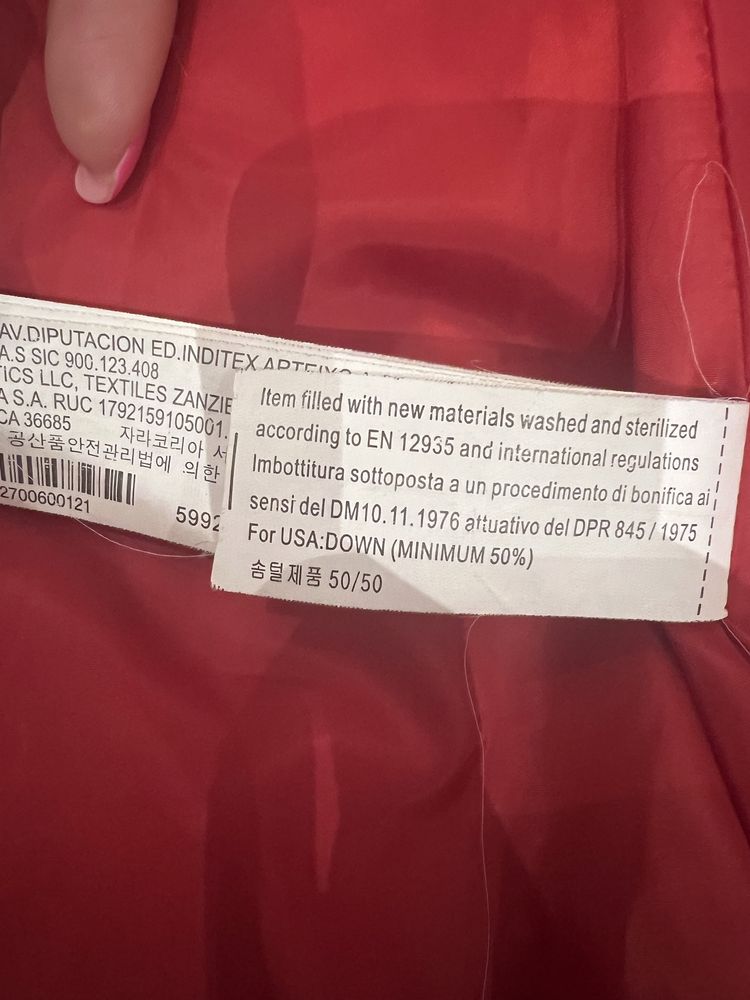 AV.DIPUTACION ED.INDITEX ARTEIXO
A.S SIC 900.123.408
TICS LLC, TEXTILES ZANZIE
A S.A. RUC 1792159105001.
CA 36685 자라코리아 서
공산품안전관리법에 의한
2700600121
5992
Item filled with new materials washed and sterilized
according to EN 12935 and international regulations
Imbottitura sottoposta a un procedimento di bonifica ai
sensi del DM10.11.1976 attuativo del DPR 845 / 1975
For USA:DOWN (MINIMUM 50%)
솜털제품 50/50